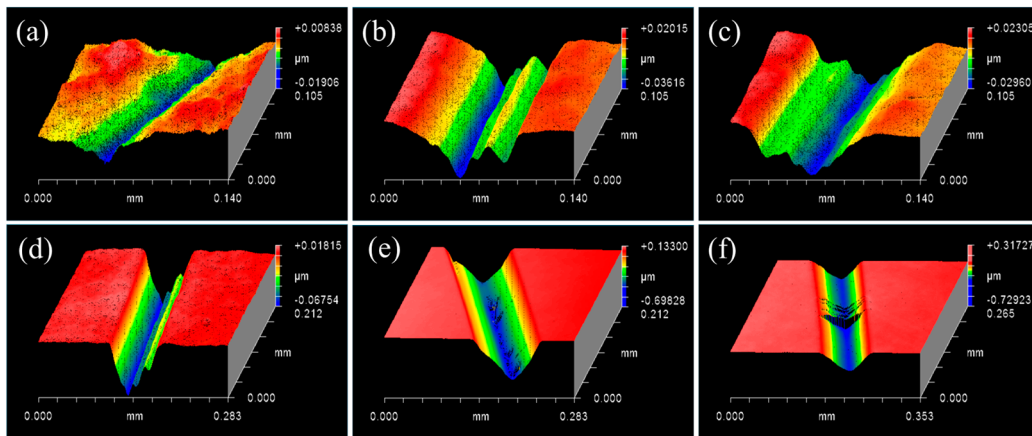 (a)
+0.00838
µm
-0.01906
0.105
mm
0.000
0.000
mm
0.140
(b)
+0.02015
µm
-0.03616
0.105
mm
0.000
0.000
mm
0.140
(c)
+0.02305
µm
-0.02960
0.105
mm
0.000
0.000
mm
0.140
(d)
+0.01815
µm
-0.06754
0.212
mm
0.000
0.000
mm
0.283
(e)
+0.13300
µm
-0.69828
0.212
mm
0.000
0.000
mm
0.283
(f)
+0.31727
µm
-0.72923
0.265
mm
0.000
0.000
mm
0.353